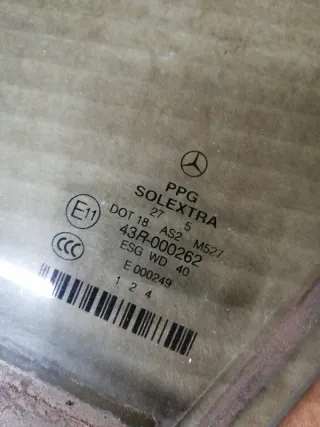 PPG
SOLEXTRA
27 5
DOT 18 AS2 M527
43R-000262
ESG WD 40
E 000249
1 2 4
E11
CCC